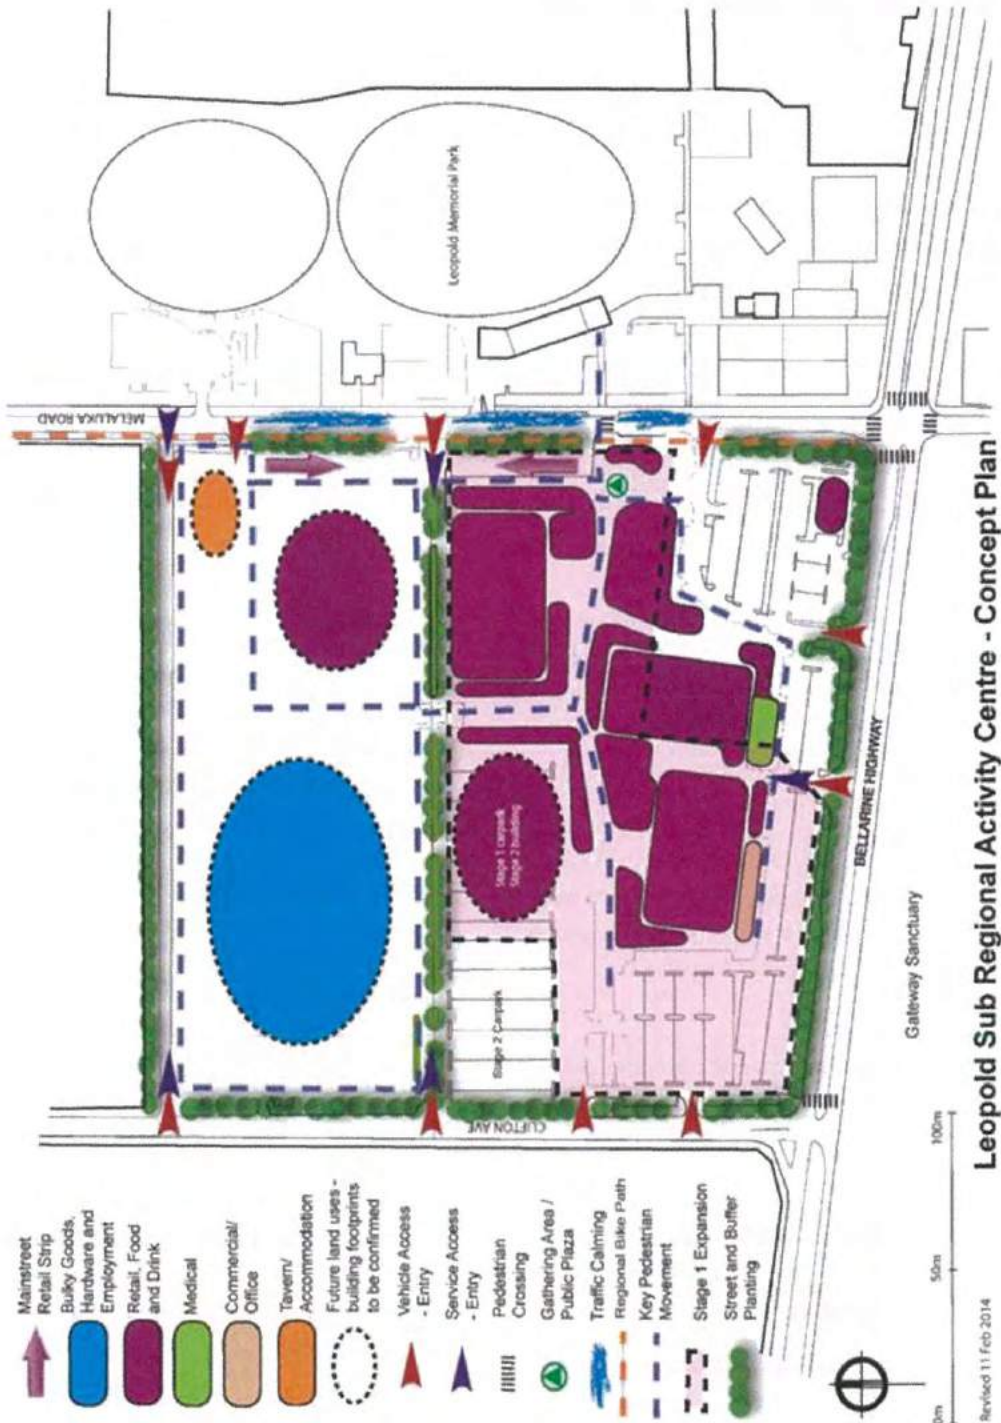 Mainstreet
Retail Strip
Bulky Goods,
Hardware and
Employment
Retail, Food
and Drink
Medical
Commercial/
Office
Tavern/
Accommodation
Future land uses -
building footprints
to be confirmed
Vehicle Access
- Entry
Service Access
- Entry
Pedestrian
Crossing
Gathering Area /
Public Plaza
Traffic Calming
Regional Bike Path
Key Pedestrian
Movement
Stage 1 Expansion
Street and Buffer
Planting
MELALUKA ROAD
Leopold Memorial Park
Stage 1 carpark
Stage 2 building
Stage 2 Carpark
CLIFTON AVE
BELLARINE HIGHWAY
Gateway Sanctuary
0m
50m
100m
Revised 11 Feb 2014
Leopold Sub Regional Activity Centre - Concept Plan